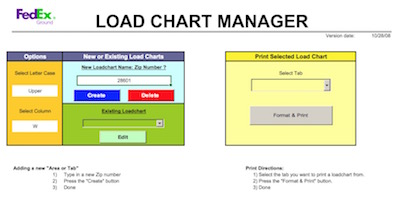 FedEx
Ground
LOAD CHART MANAGER
Version date: 10/28/08
Options
Select Letter Case
Upper
Select Column
W
New or Existing Load Charts
New Loadchart Name: Zip Number ?
28601
Create Delete
Existing Loadchart
Edit
Print Selected Load Chart
Select Tab
Format & Print
Adding a new "Area or Tab"
1) Type in a new Zip number
2) Press the "Create" button
3) Done
Print Directions:
1) Select the tab you want to print a loadchart from.
2) Press the "Format & Print" button.
3) Done